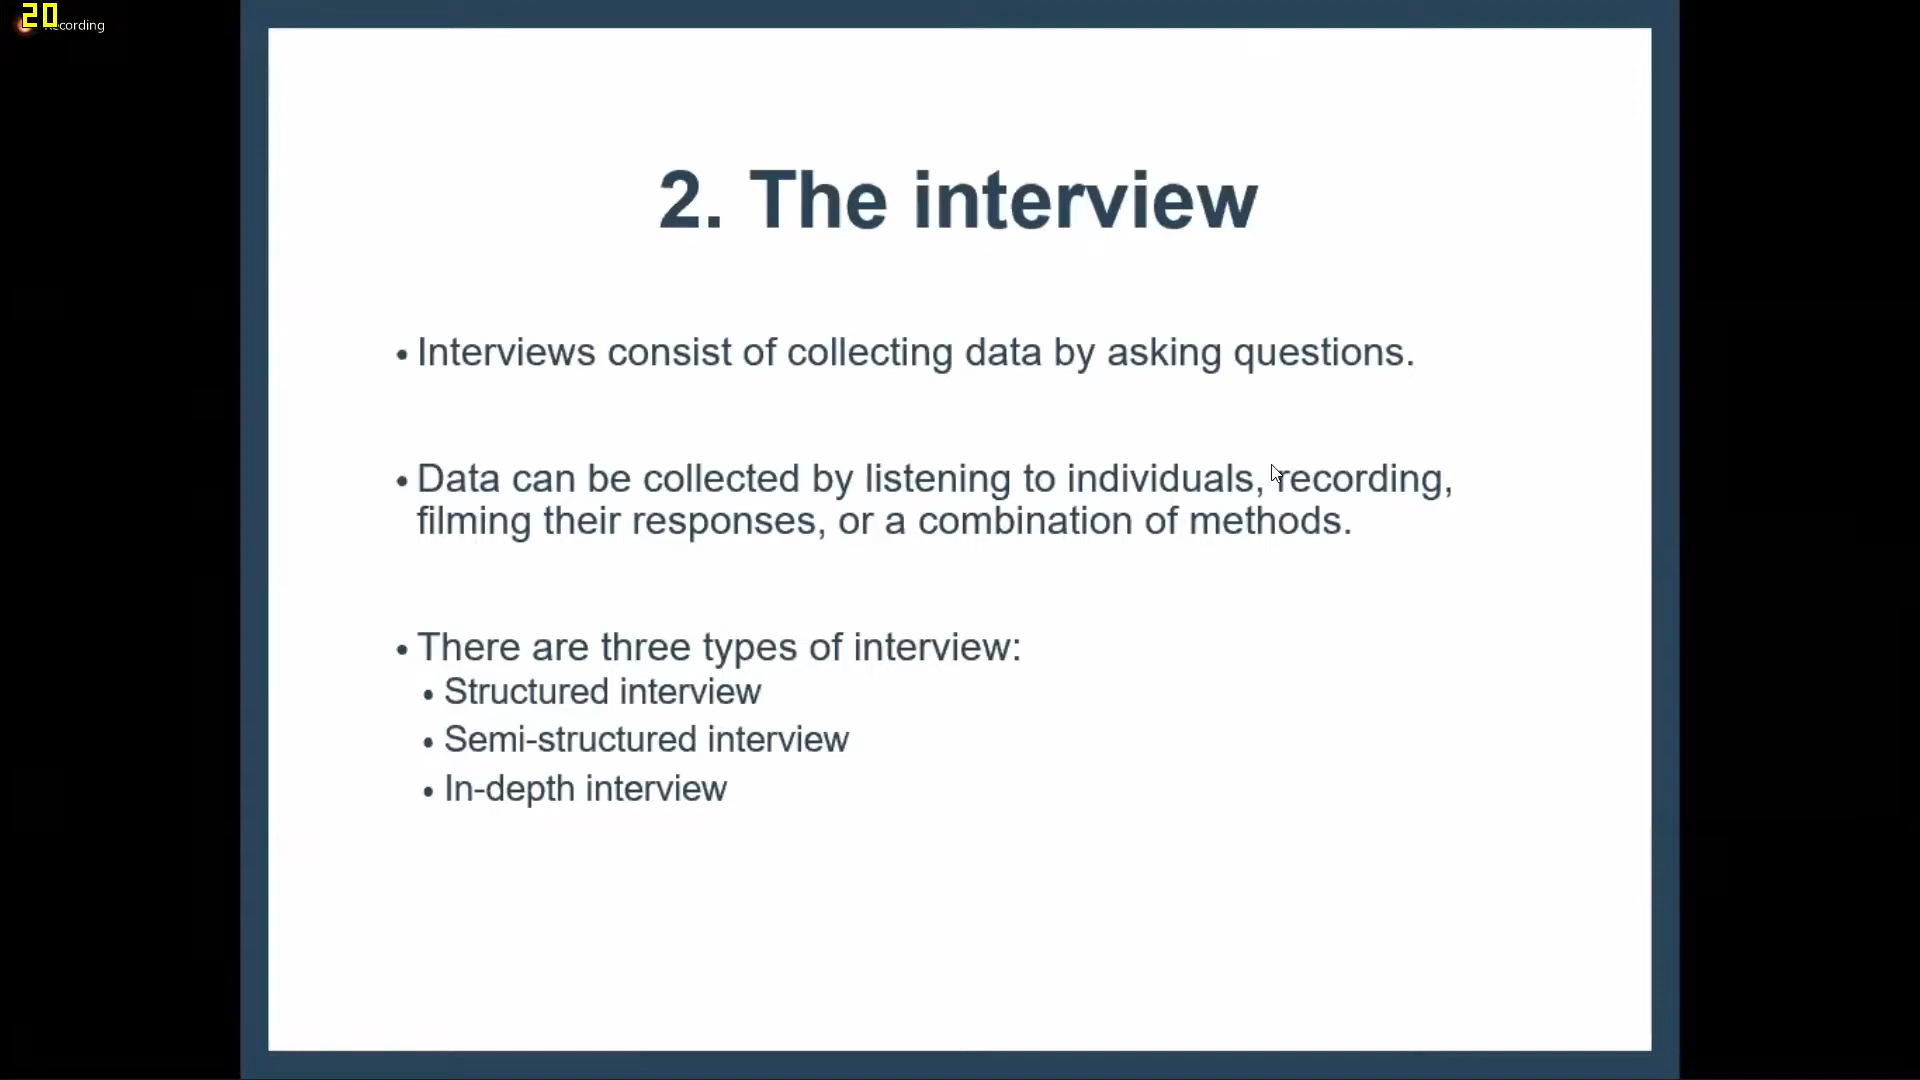 20
ecording
2. The interview
• Interviews consist of collecting data by asking questions.
• Data can be collected by listening to individuals, recording,
filming their responses, or a combination of methods.
• There are three types of interview:
• Structured interview
• Semi-structured interview
• In-depth interview